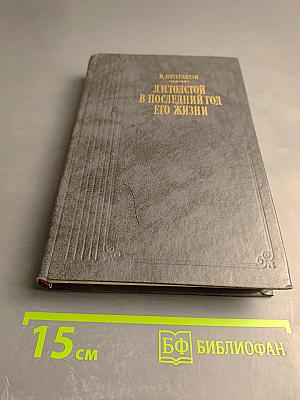 В. БУЛГАКОВ
Л.Н.ТОЛСТОЙ
В ПОСЛЕДНИЙ ГОД
ЕГО ЖИЗНИ
15 см
БФ БИБЛИОФАН